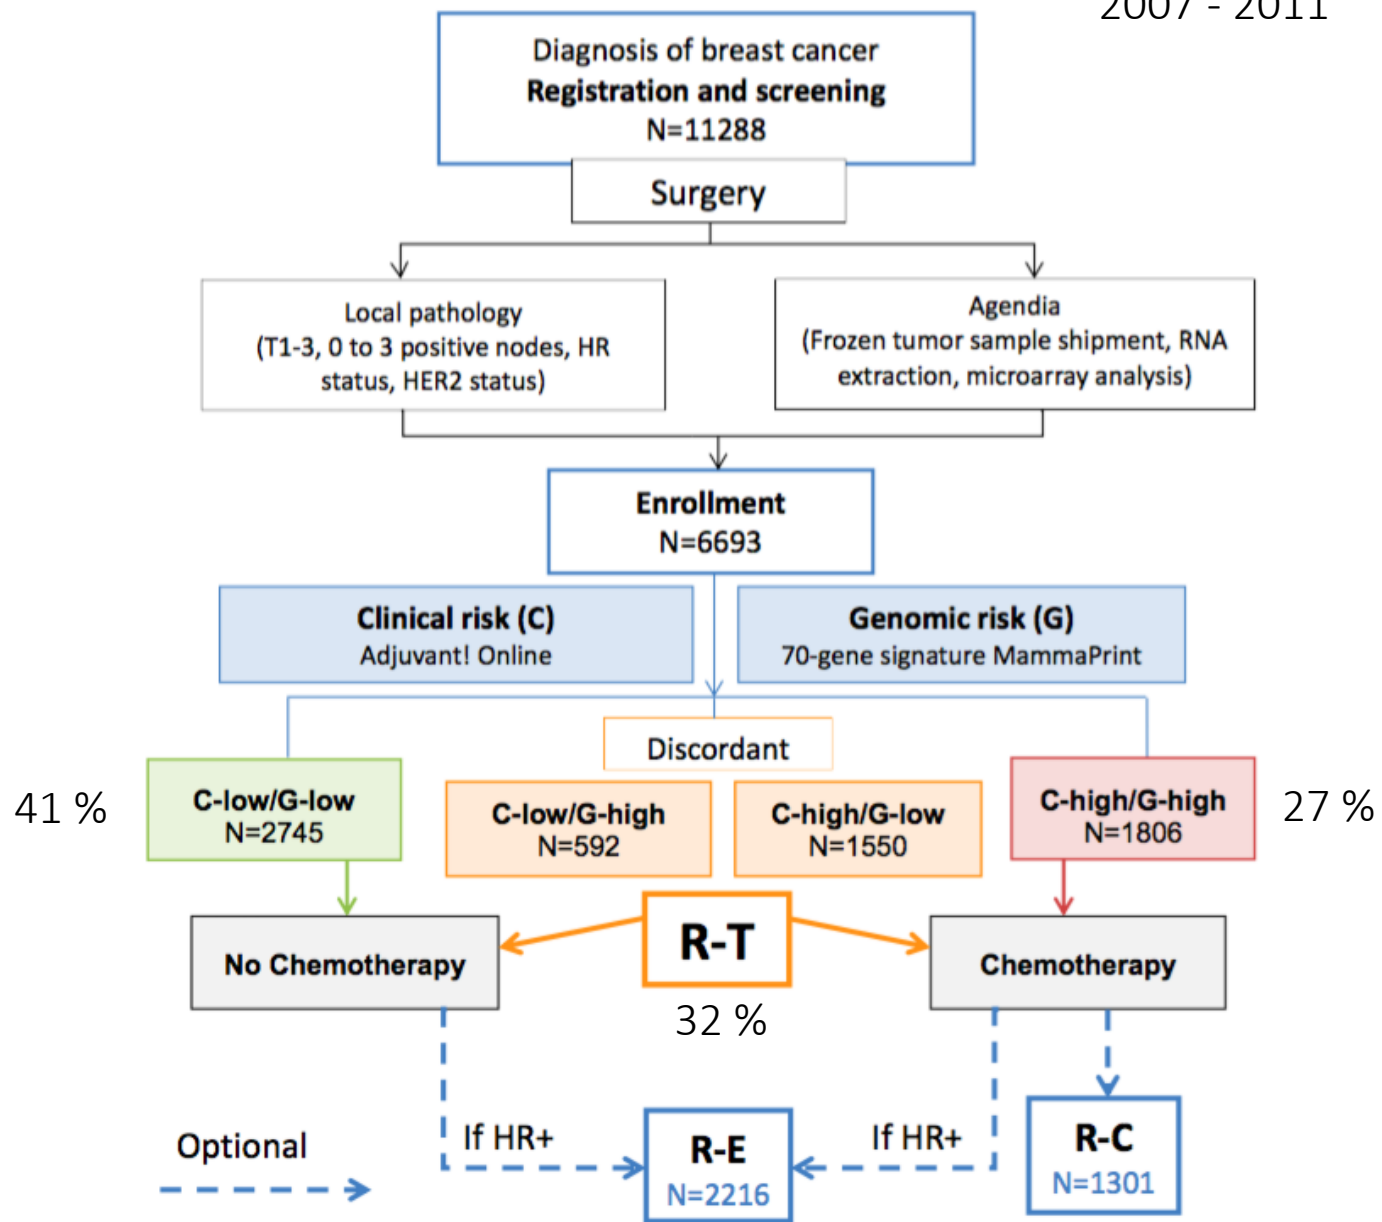 2007 - 2011
Diagnosis of breast cancer
Registration and screening
N=11288
Surgery
Local pathology
(T1-3, 0 to 3 positive nodes, HR
status, HER2 status)
Agendia
(Frozen tumor sample shipment, RNA
extraction, microarray analysis)
Enrollment
N=6693
Clinical risk (C)
Adjuvant! Online
Genomic risk (G)
70-gene signature MammaPrint
Discordant
41 %
C-low/G-low
N=2745
C-low/G-high
N=592
C-high/G-low
N=1550
C-high/G-high
N=1806
27 %
No Chemotherapy
R-T
32 %
Chemotherapy
Optional
If HR+
R-E
N=2216
If HR+
R-C
N=1301